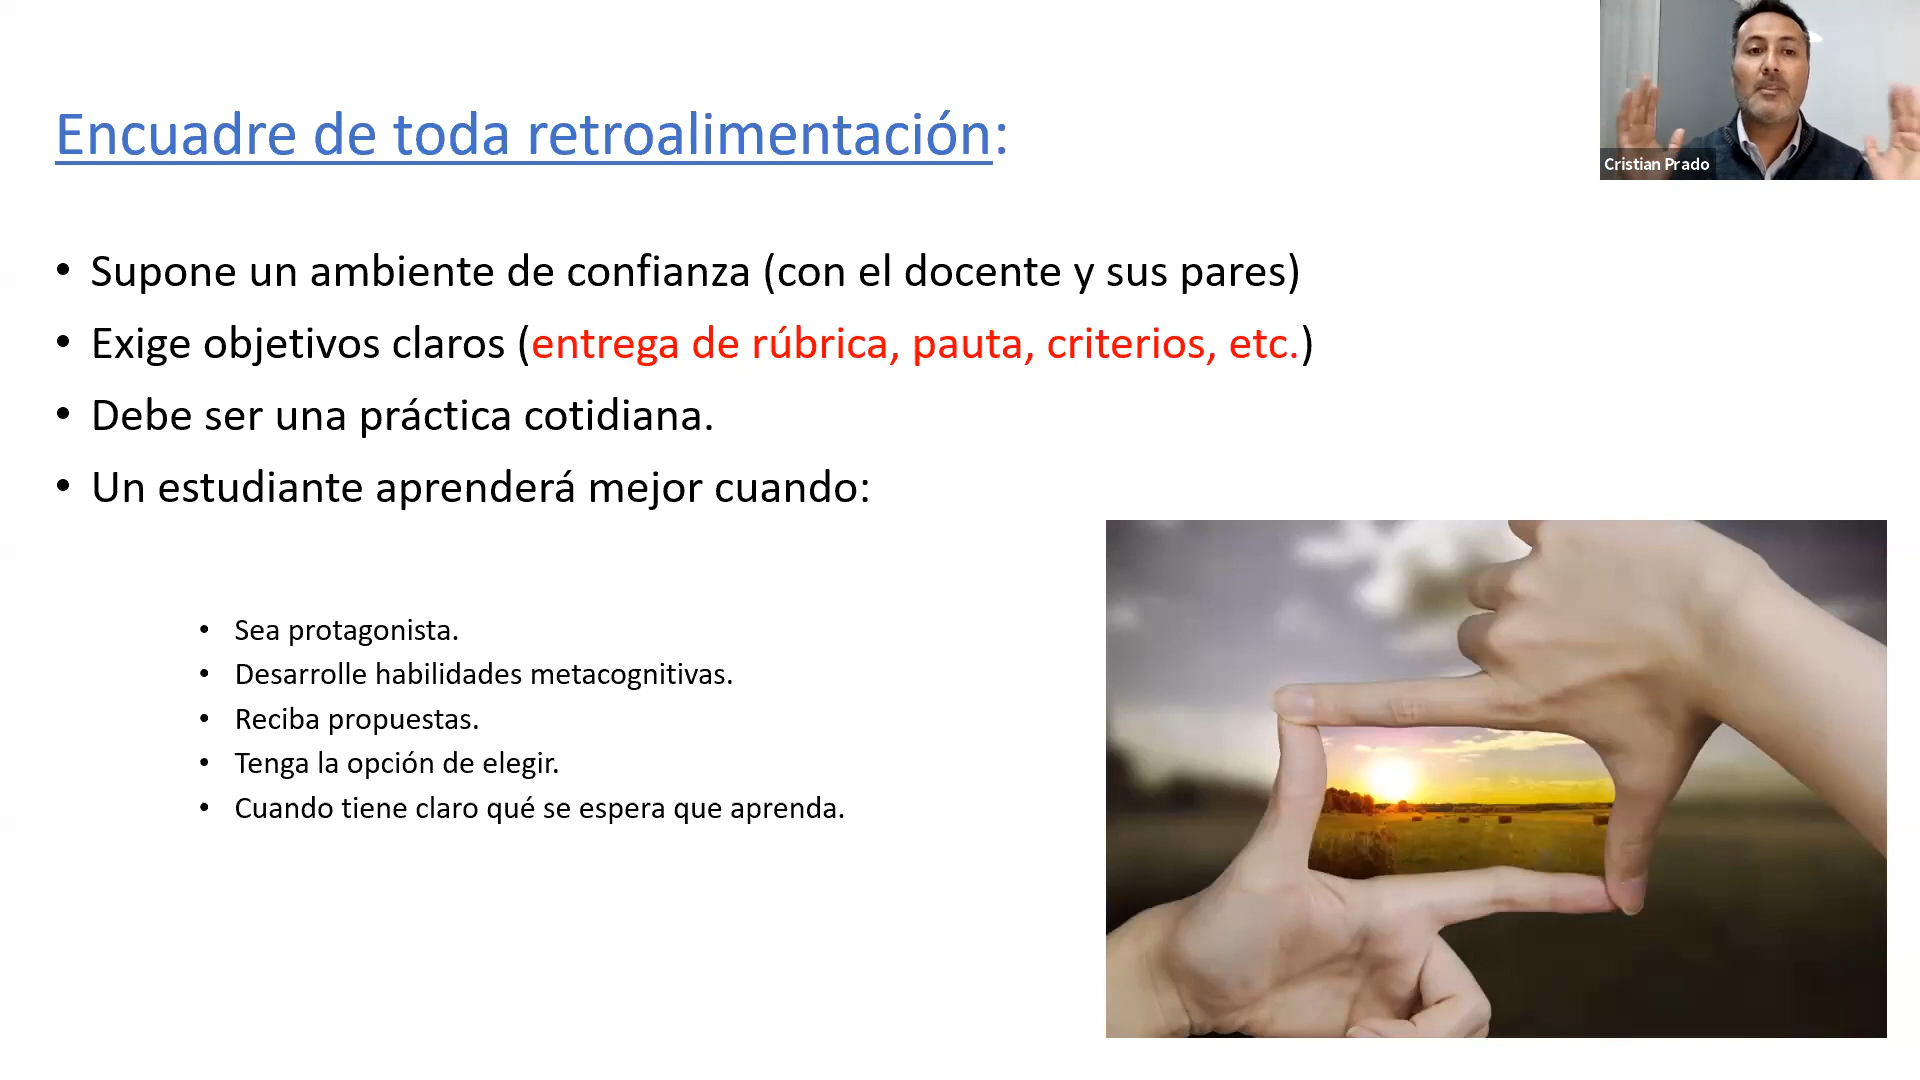 Encuadre de toda retroalimentación:
Cristian Prado
• Supone un ambiente de confianza (con el docente y sus pares)
• Exige objetivos claros (entrega de rúbrica, pauta, criterios, etc.)
• Debe ser una práctica cotidiana.
• Un estudiante aprenderá mejor cuando:
• Sea protagonista.
• Desarrolle habilidades metacognitivas.
• Reciba propuestas.
• Tenga la opción de elegir.
• Cuando tiene claro qué se espera que aprenda.